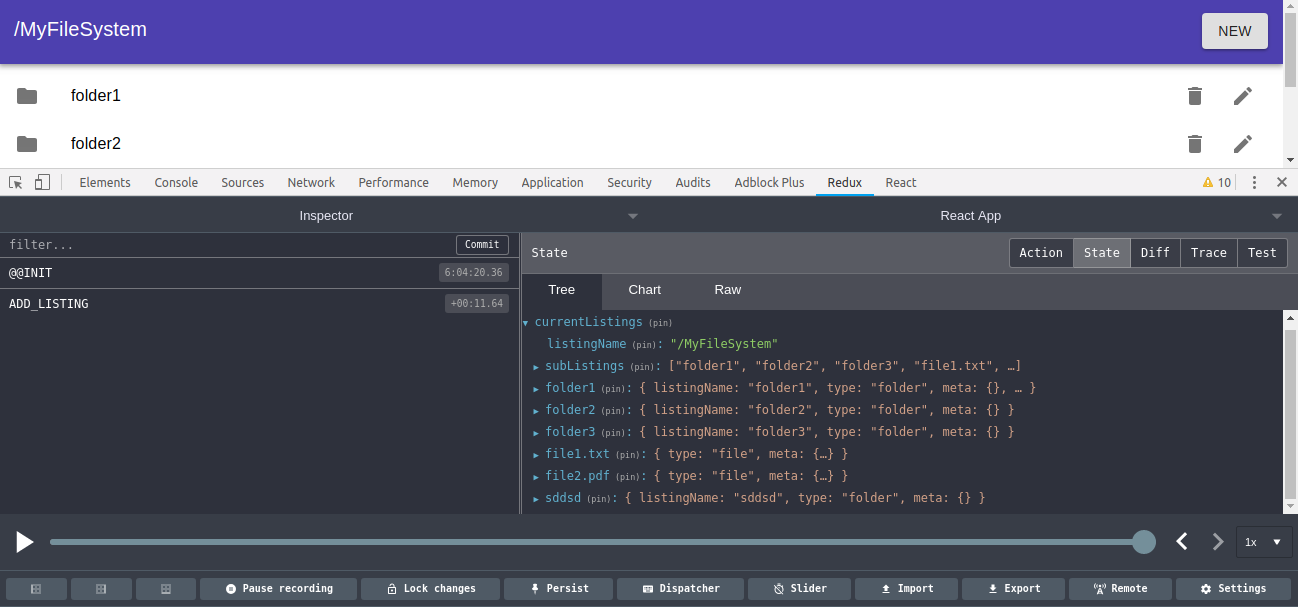 /MyFileSystem NEW
folder1
folder2
Elements Console Sources Network Performance Memory Application Security Audits Adblock Plus Redux React 10
Inspector React App
filter... Commit State Action State Diff Trace Test
@@INIT 6:04:20.36
Tree Chart Raw
ADD_LISTING +00:11.64
currentListings (pin)
listingName (pin): "/MyFileSystem"
subListings (pin): ["folder1", "folder2", "folder3", "file1.txt", …]
folder1 (pin): { listingName: "folder1", type: "folder", meta: {}, … }
folder2 (pin): { listingName: "folder2", type: "folder", meta: {} }
folder3 (pin): { listingName: "folder3", type: "folder", meta: {} }
file1.txt (pin): { type: "file", meta: {…} }
file2.pdf (pin): { type: "file", meta: {…} }
sddsd (pin): { listingName: "sddsd", type: "folder", meta: {} }
1x
Pause recording Lock changes Persist Dispatcher Slider Import Export Remote Settings